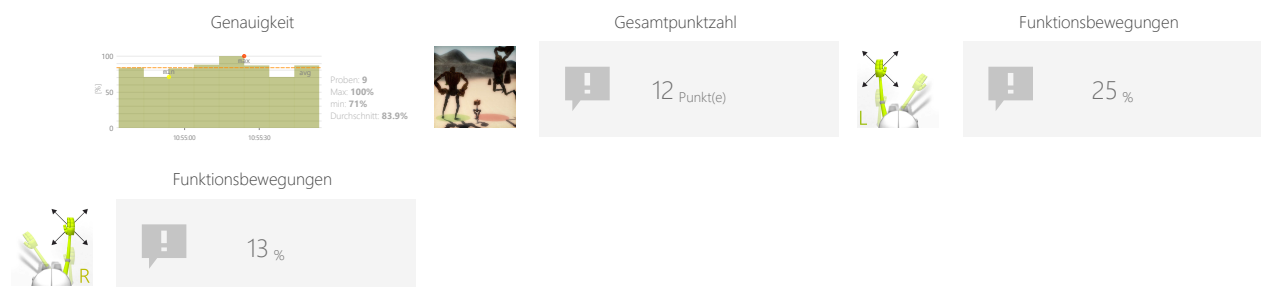 Genauigkeit
100
50
0
[%]
min
max
avg
10:55:00
10:55:30
Proben: 9
Max: 100%
min: 71%
Durchschnitt: 83.9%
Gesamtpunktzahl
12 Punkt(e)
Funktionsbewegungen
L
25 %
Funktionsbewegungen
R
13 %